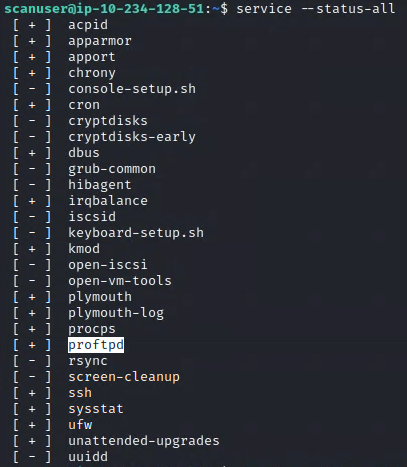 scanuser@ip-10-234-128-51:~$ service --status-all
[ + ]  acpid
[ + ]  apparmor
[ + ]  apport
[ + ]  chrony
[ - ]  console-setup.sh
[ + ]  cron
[ - ]  cryptdisks
[ - ]  cryptdisks-early
[ + ]  dbus
[ - ]  grub-common
[ - ]  hibagent
[ + ]  irqbalance
[ - ]  iscsid
[ - ]  keyboard-setup.sh
[ + ]  kmod
[ - ]  open-iscsi
[ - ]  open-vm-tools
[ + ]  plymouth
[ + ]  plymouth-log
[ + ]  procps
[ + ]  proftpd
[ - ]  rsync
[ - ]  screen-cleanup
[ + ]  ssh
[ + ]  sysstat
[ + ]  ufw
[ + ]  unattended-upgrades
[ - ]  uuidd